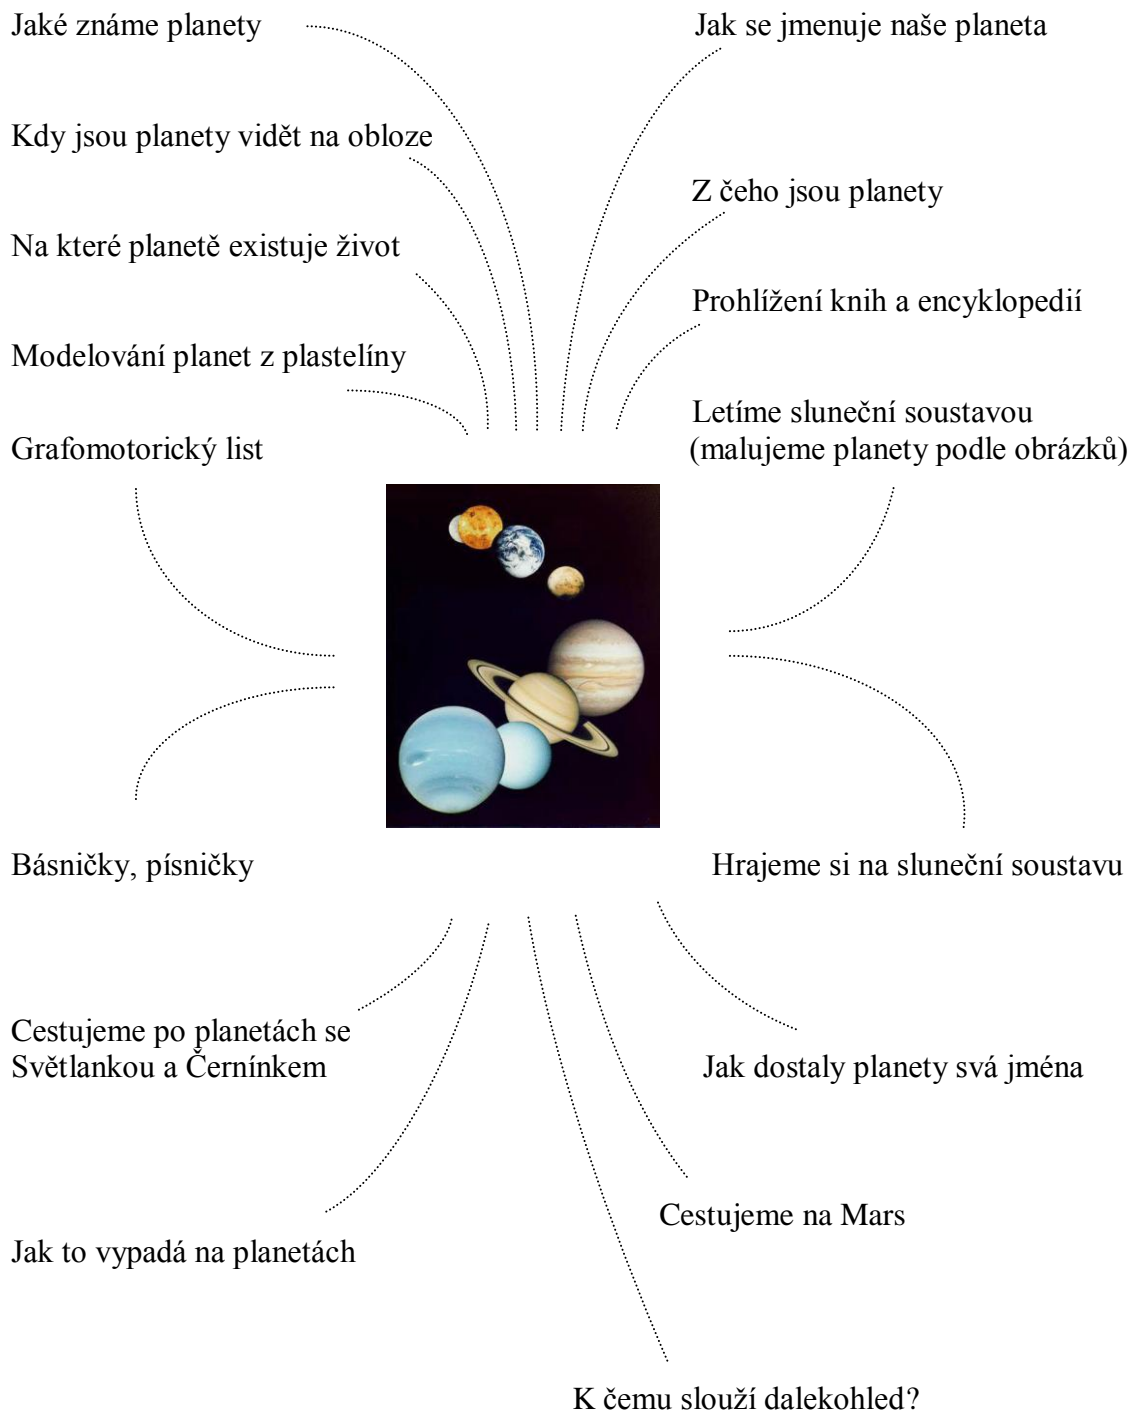 Jaké známe planety
Jak se jmenuje naše planeta
Kdy jsou planety vidět na obloze
Z čeho jsou planety
Na které planetě existuje život
Prohlížení knih a encyklopedií
Modelování planet z plastelíny
Letíme sluneční soustavou
(malujeme planety podle obrázků)
Grafomotorický list
Básničky, písničky
Hrajeme si na sluneční soustavu
Cestujeme po planetách se
Světlankou a Černínkem
Jak dostaly planety svá jména
Cestujeme na Mars
Jak to vypadá na planetách
K čemu slouží dalekohled?